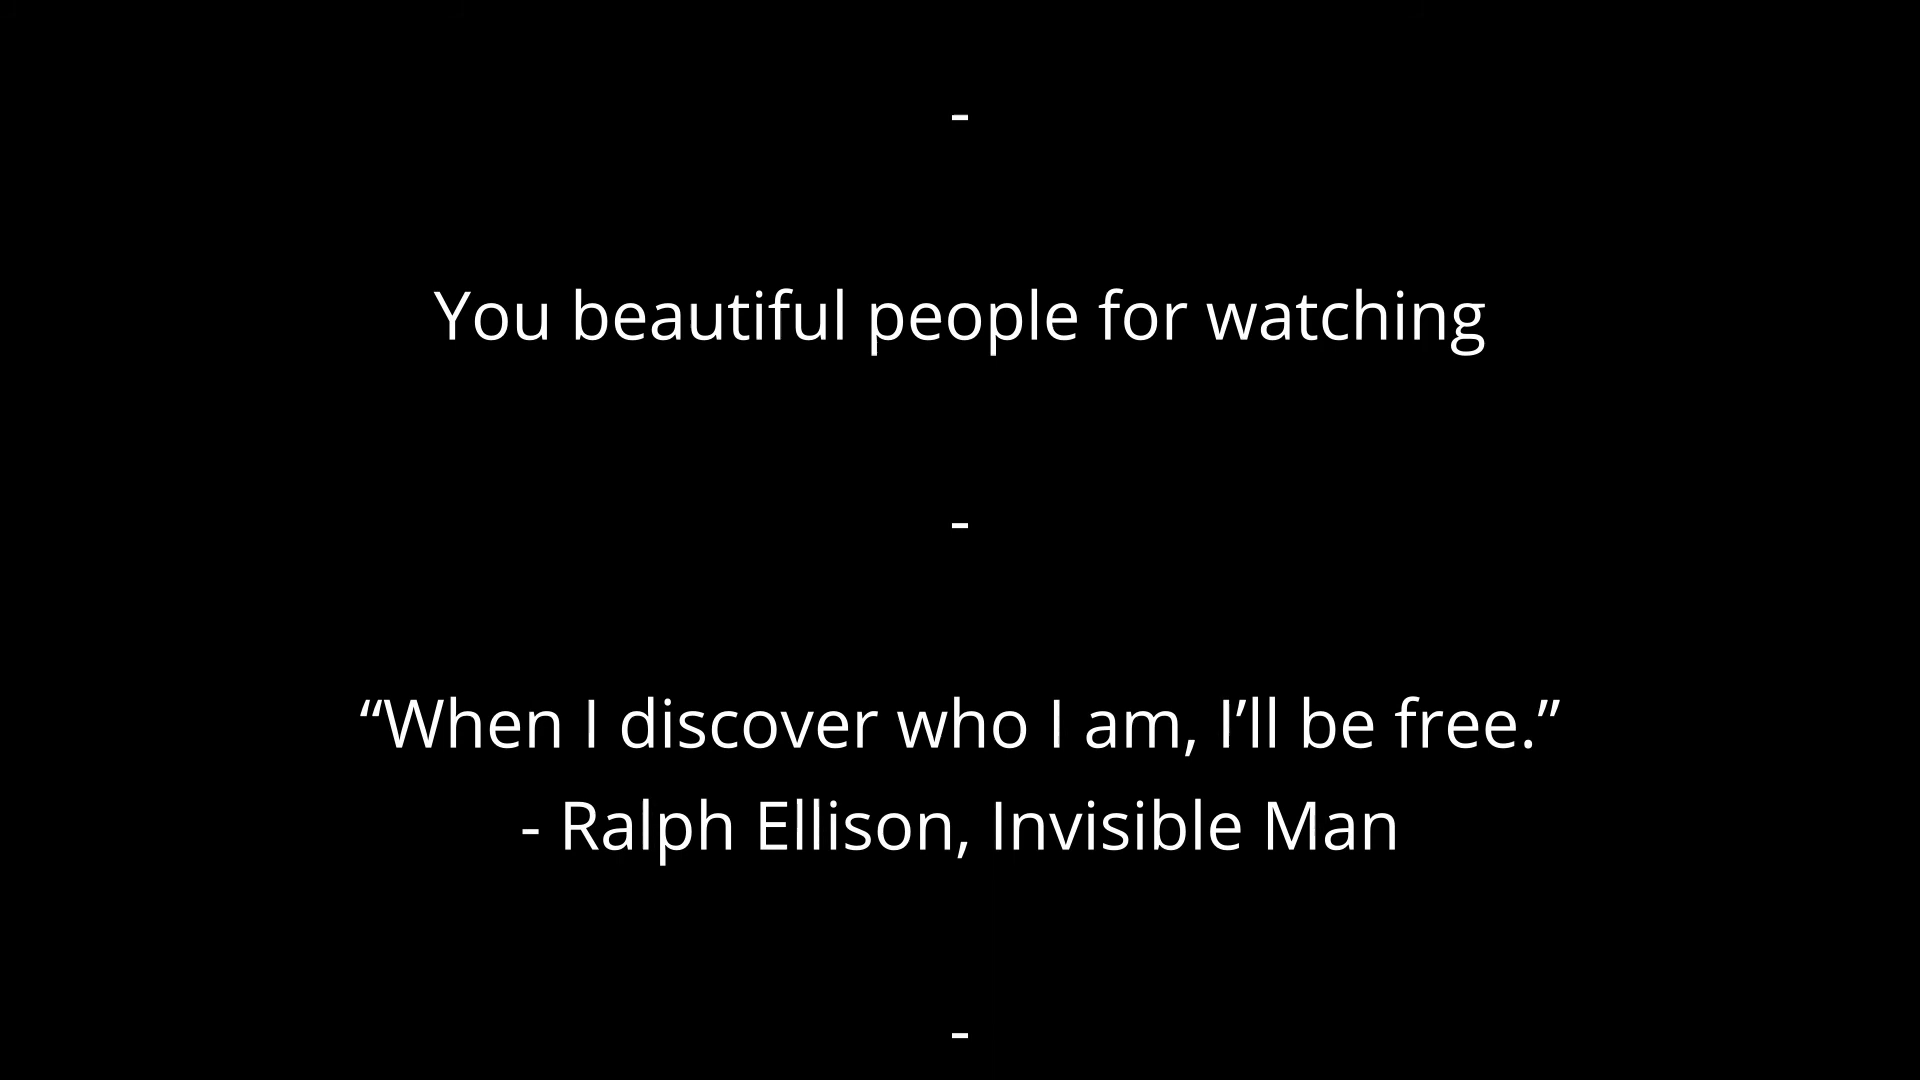 -
You beautiful people for watching
-
“When I discover who I am, I’ll be free.”
- Ralph Ellison, Invisible Man
-